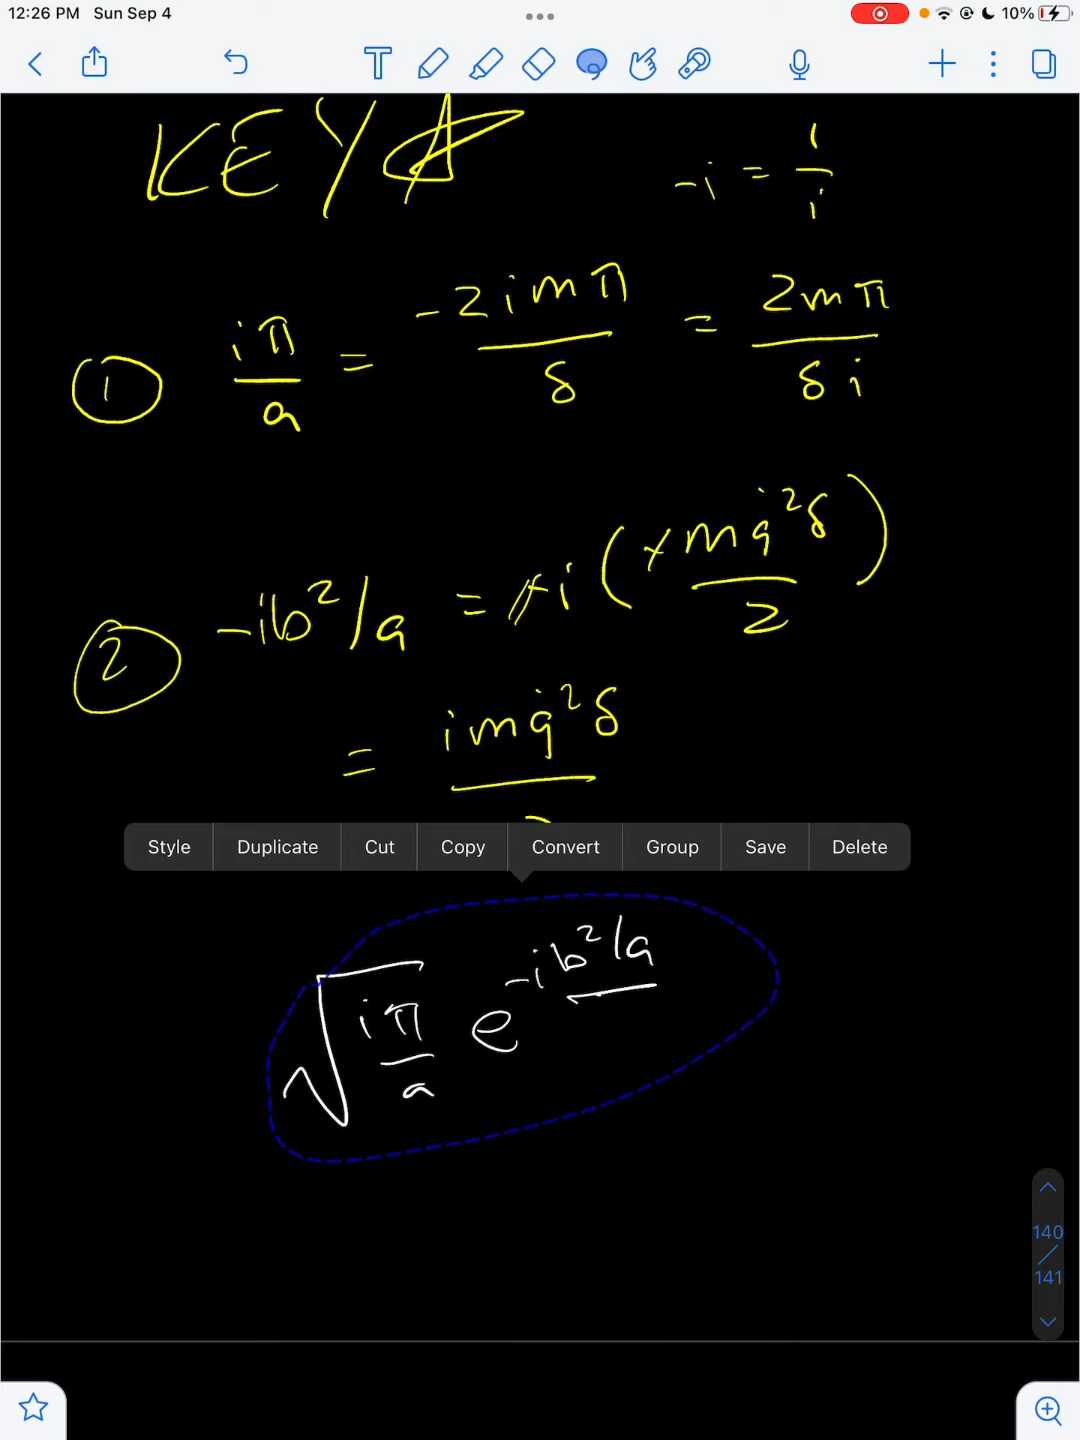 12:26 PM Sun Sep 4 10%
T
KEY
-i = 1/i
① iπ/a = -2imπ/δ = 2mπ/δi
② -ib²/a = +i(+mq̇²δ/2)
= imq̇²δ
Style Duplicate Cut Copy Convert Group Save Delete
√(iπ/a) e^(-ib²/a)
140
/
141